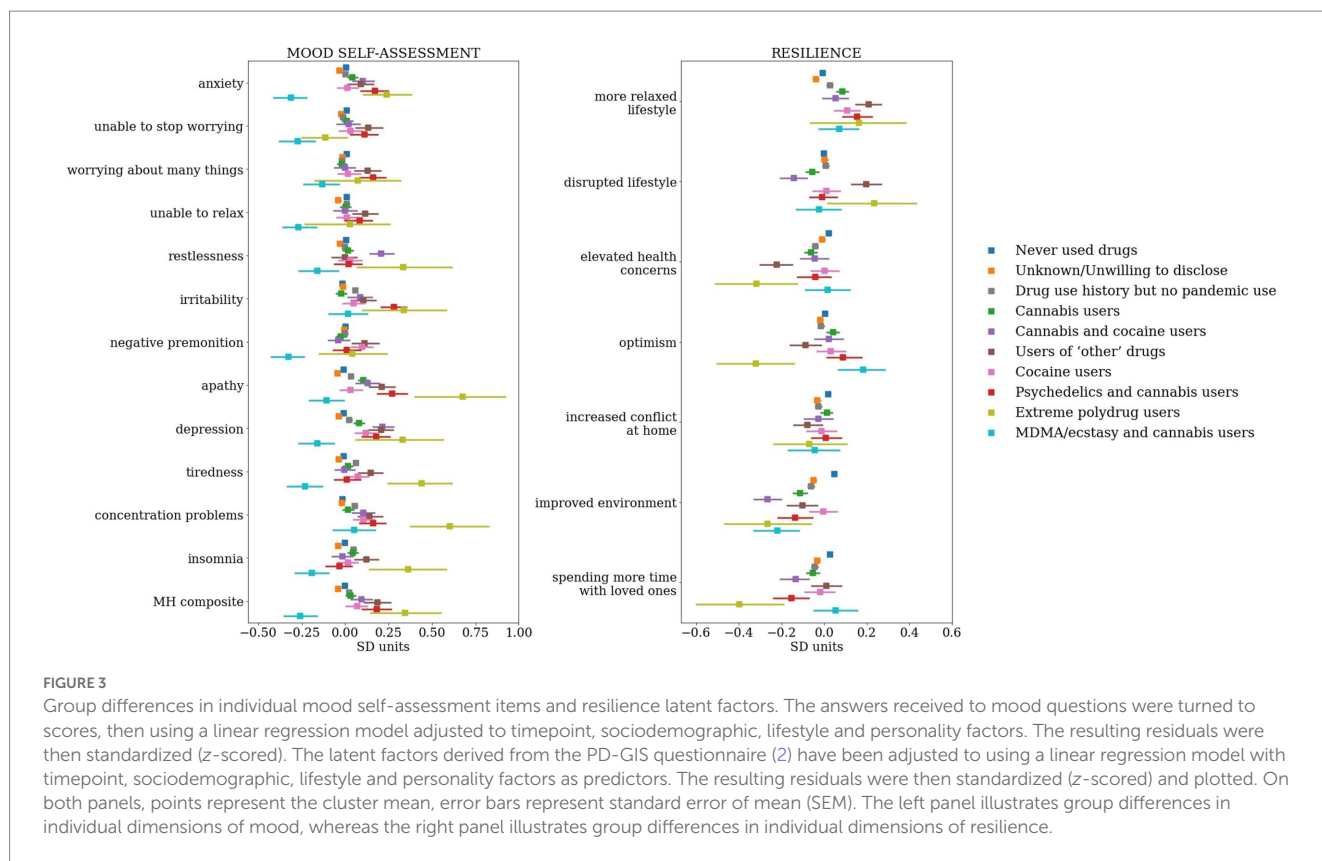 MOOD SELF-ASSESSMENT
anxiety
unable to stop worrying
worrying about many things
unable to relax
restlessness
irritability
negative premonition
apathy
depression
tiredness
concentration problems
insomnia
MH composite
−0.50 −0.25 0.00 0.25 0.50 0.75 1.00
SD units
RESILIENCE
more relaxed
lifestyle
disrupted lifestyle
elevated health
concerns
optimism
increased conflict
at home
improved environment
spending more time
with loved ones
−0.6 −0.4 −0.2 0.0 0.2 0.4 0.6
SD units
Never used drugs
Unknown/Unwilling to disclose
Drug use history but no pandemic use
Cannabis users
Cannabis and cocaine users
Users of ‘other’ drugs
Cocaine users
Psychedelics and cannabis users
Extreme polydrug users
MDMA/ecstasy and cannabis users
FIGURE 3
Group differences in individual mood self-assessment items and resilience latent factors. The answers received to mood questions were turned to
scores, then using a linear regression model adjusted to timepoint, sociodemographic, lifestyle and personality factors. The resulting residuals were
then standardized (z-scored). The latent factors derived from the PD-GIS questionnaire (2) have been adjusted to using a linear regression model with
timepoint, sociodemographic, lifestyle and personality factors as predictors. The resulting residuals were then standardized (z-scored) and plotted. On
both panels, points represent the cluster mean, error bars represent standard error of mean (SEM). The left panel illustrates group differences in
individual dimensions of mood, whereas the right panel illustrates group differences in individual dimensions of resilience.